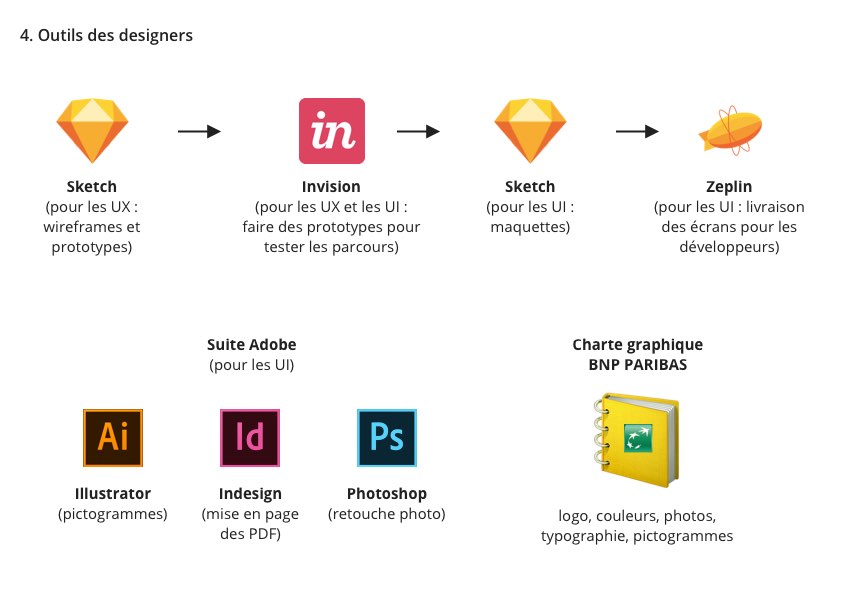 4. Outils des designers
in
Sketch
(pour les UX :
wireframes et
prototypes)
Invision
(pour les UX et les UI :
faire des prototypes pour
tester les parcours)
Sketch
(pour les UI :
maquettes)
Zeplin
(pour les UI : livraison
des écrans pour les
développeurs)
Suite Adobe
(pour les UI)
Ai
Id
Ps
Illustrator
(pictogrammes)
Indesign
(mise en page
des PDF)
Photoshop
(retouche photo)
Charte graphique
BNP PARIBAS
logo, couleurs, photos,
typographie, pictogrammes